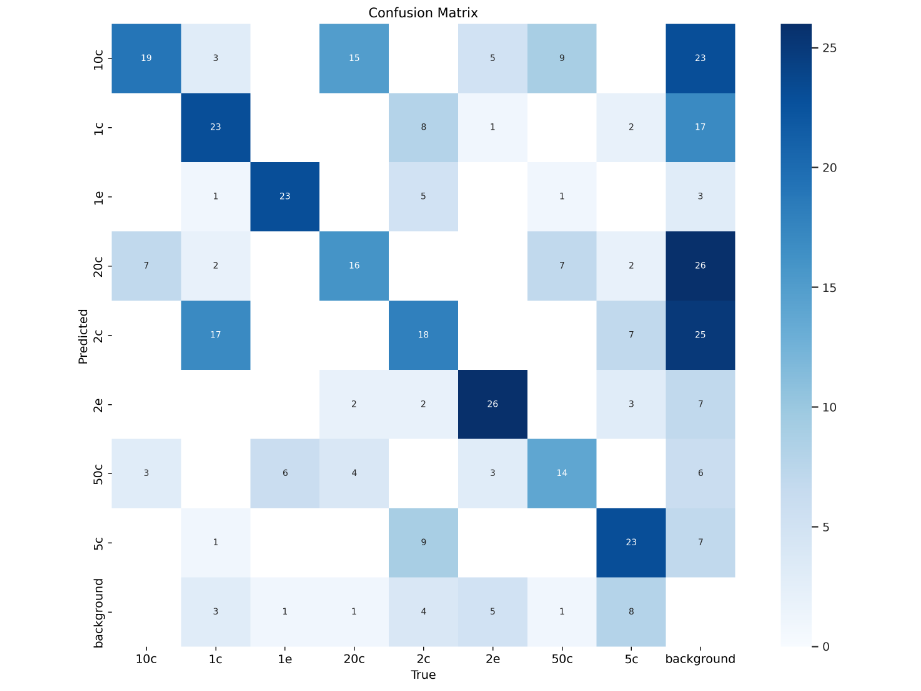 Confusion Matrix
10c 19 3 15 5 9 23
1c 23 8 1 2 17
1e 1 23 5 1 3
20c 7 2 16 7 2 26
2c 17 18 7 25
2e 2 2 26 3 7
50c 3 6 4 3 14 6
5c 1 9 23 7
background 3 1 1 4 5 1 8
10c 1c 1e 20c 2c 2e 50c 5c background
True
Predicted
25
20
15
10
5
0